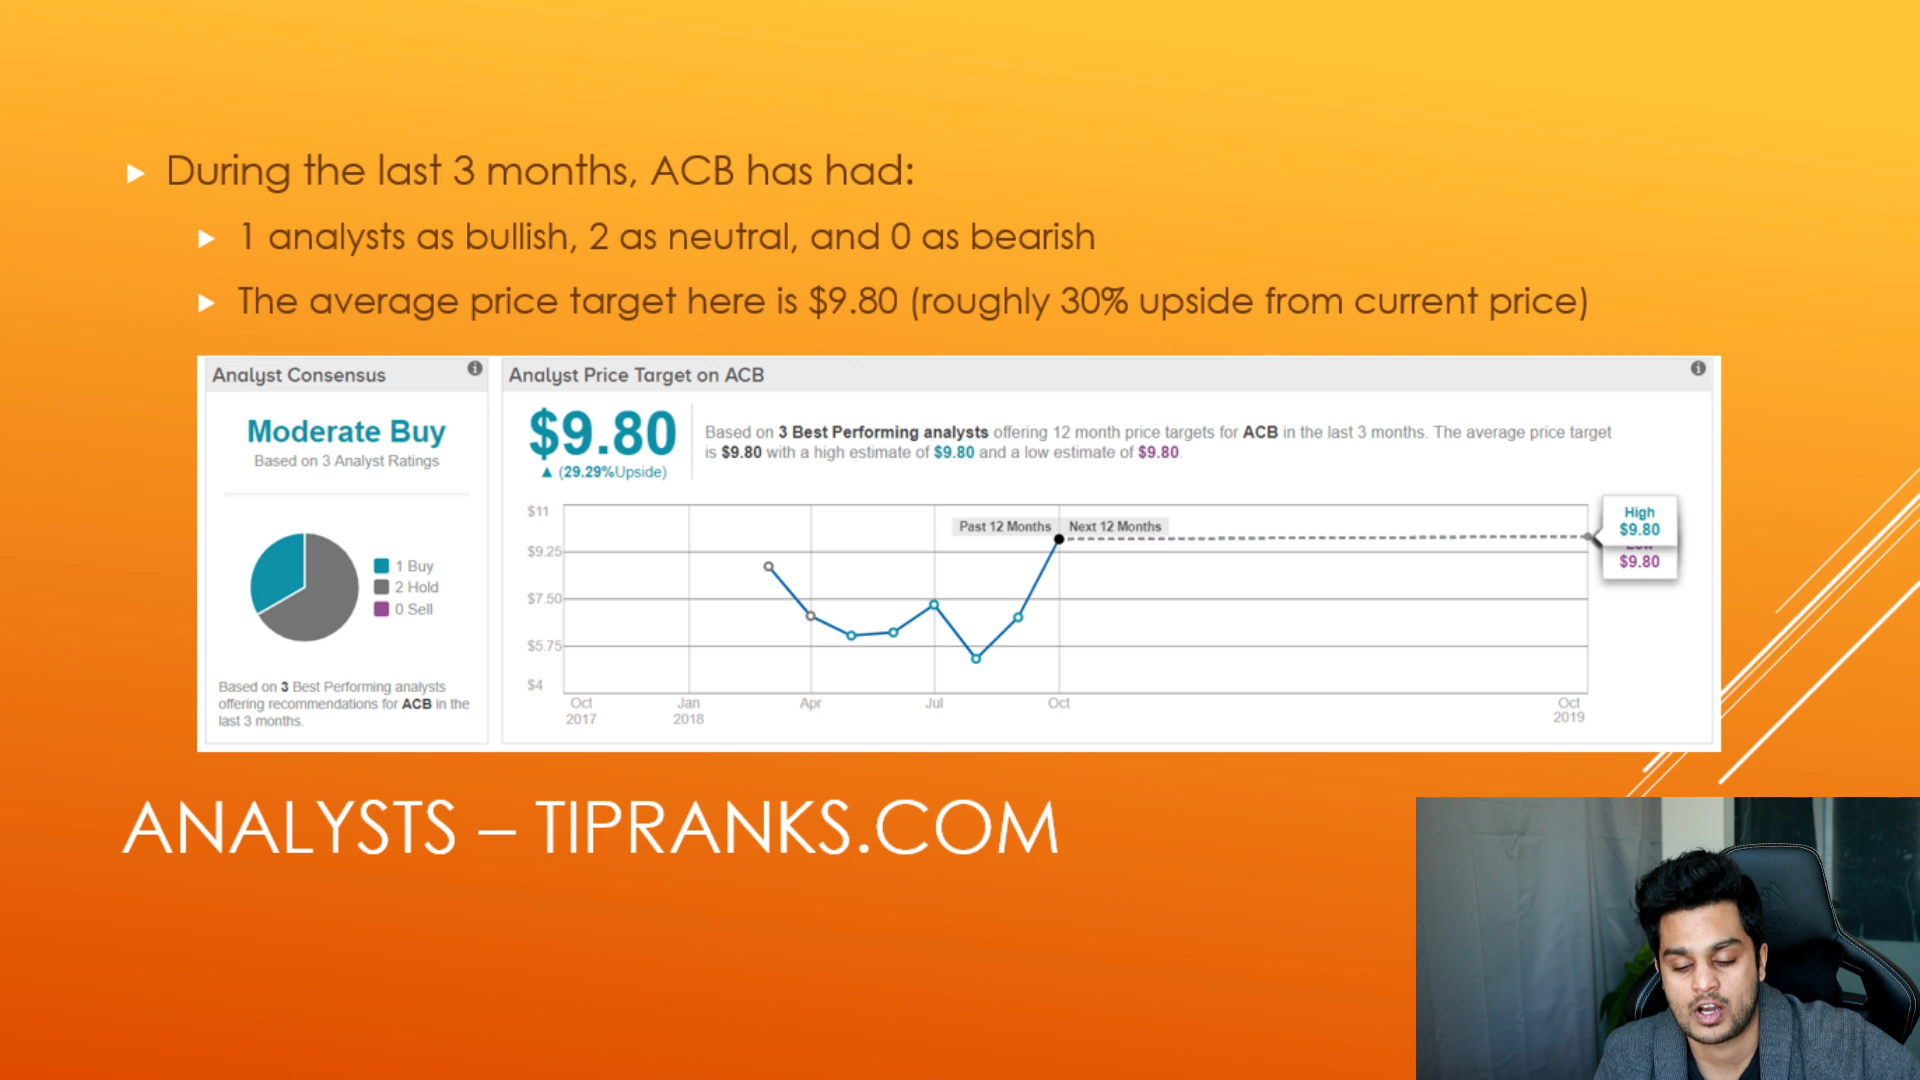 During the last 3 months, ACB has had:
1 analysts as bullish, 2 as neutral, and 0 as bearish
The average price target here is $9.80 (roughly 30% upside from current price)
Analyst Consensus
Moderate Buy
Based on 3 Analyst Ratings
1 Buy
2 Hold
0 Sell
Based on 3 Best Performing analysts
offering recommendations for ACB in the
last 3 months.
Analyst Price Target on ACB
$9.80
(29.29%Upside)
Based on 3 Best Performing analysts offering 12 month price targets for ACB in the last 3 months. The average price target
is $9.80 with a high estimate of $9.80 and a low estimate of $9.80.
$11
$9.25
$7.50
$5.75
$4
Past 12 Months
Next 12 Months
High
$9.80
$9.80
Oct
2017
Jan
2018
Apr
Jul
Oct
Oct
2019
ANALYSTS – TIPRANKS.COM